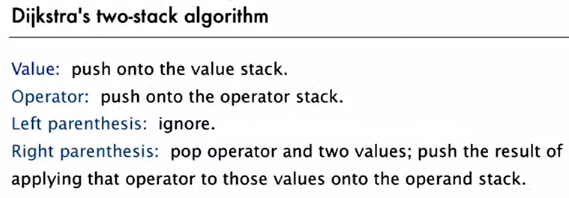 Dijkstra's two-stack algorithm
Value: push onto the value stack.
Operator: push onto the operator stack.
Left parenthesis: ignore.
Right parenthesis: pop operator and two values; push the result of
applying that operator to those values onto the operand stack.